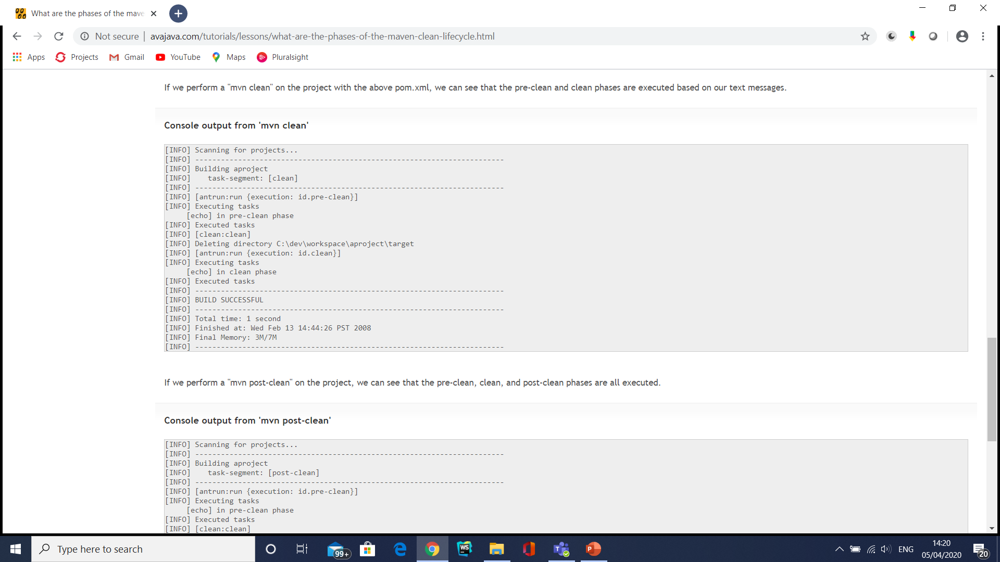 What are the phases of the mave
Not secure
avajava.com/tutorials/lessons/what-are-the-phases-of-the-maven-clean-lifecycle.html
Apps Projects Gmail YouTube Maps Pluralsight
If we perform a "mvn clean" on the project with the above pom.xml, we can see that the pre-clean and clean phases are executed based on our text messages.
Console output from 'mvn clean'
[INFO] Scanning for projects...
[INFO] ------------------------------------------------------------------------
[INFO] Building aproject
[INFO]    task-segment: [clean]
[INFO] ------------------------------------------------------------------------
[INFO] [antrun:run {execution: id.pre-clean}]
[INFO] Executing tasks
     [echo] in pre-clean phase
[INFO] Executed tasks
[INFO] [clean:clean]
[INFO] Deleting directory C:\dev\workspace\aproject\target
[INFO] [antrun:run {execution: id.clean}]
[INFO] Executing tasks
     [echo] in clean phase
[INFO] Executed tasks
[INFO] ------------------------------------------------------------------------
[INFO] BUILD SUCCESSFUL
[INFO] ------------------------------------------------------------------------
[INFO] Total time: 1 second
[INFO] Finished at: Wed Feb 13 14:44:26 PST 2008
[INFO] Final Memory: 3M/7M
[INFO] ------------------------------------------------------------------------
If we perform a "mvn post-clean" on the project, we can see that the pre-clean, clean, and post-clean phases are all executed.
Console output from 'mvn post-clean'
[INFO] Scanning for projects...
[INFO] ------------------------------------------------------------------------
[INFO] Building aproject
[INFO]    task-segment: [post-clean]
[INFO] ------------------------------------------------------------------------
[INFO] [antrun:run {execution: id.pre-clean}]
[INFO] Executing tasks
     [echo] in pre-clean phase
[INFO] Executed tasks
[INFO] [clean:clean]
Type here to search
99+
WS
T
P
ENG
14:20
05/04/2020
20